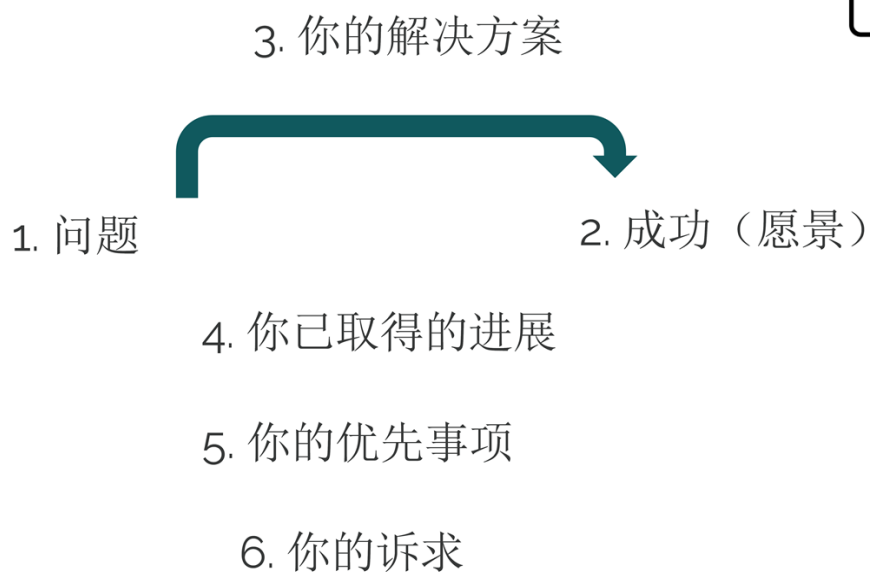 3. 你的解决方案
1. 问题
2. 成功（愿景）
4. 你已取得的进展
5. 你的优先事项
6. 你的诉求